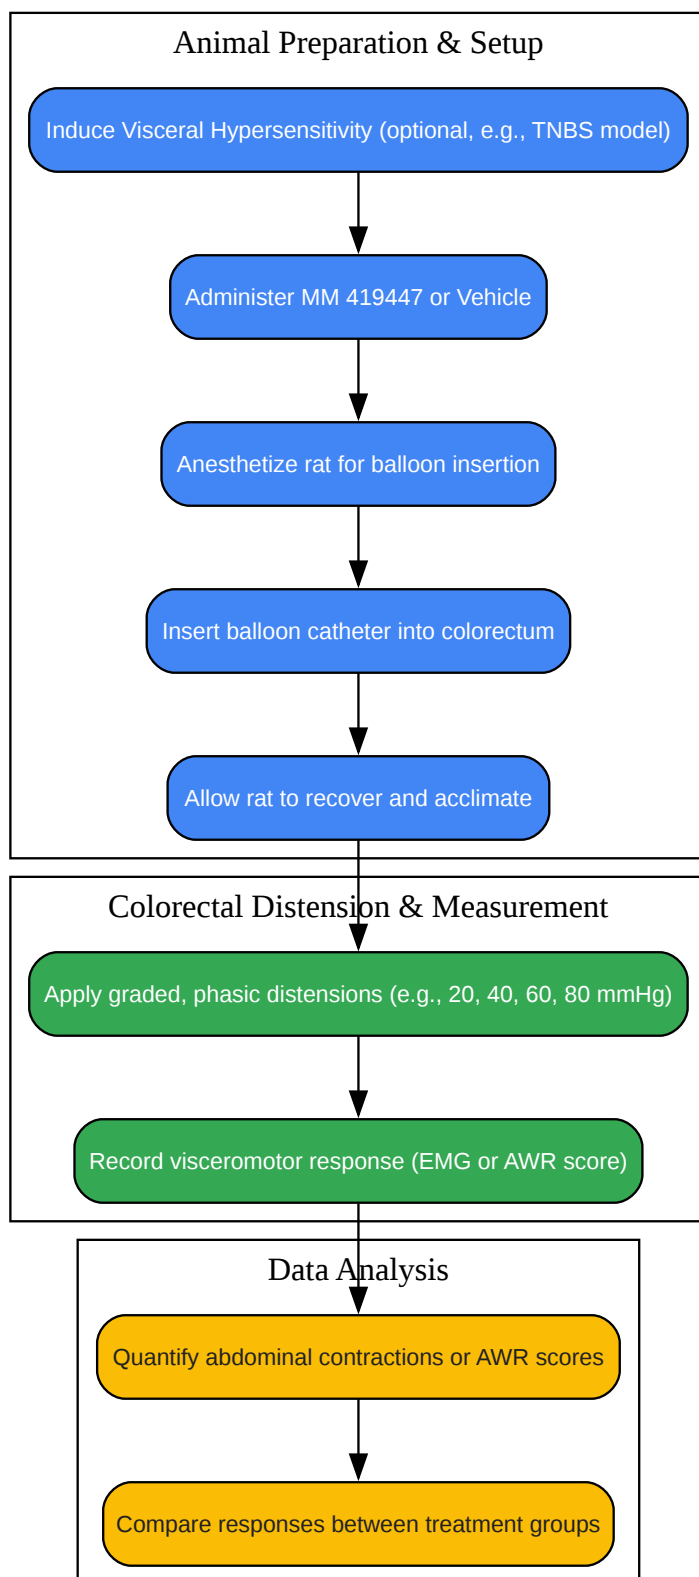 Animal Preparation & Setup
Induce Visceral Hypersensitivity (optional, e.g., TNBS model)
Administer MM 419447 or Vehicle
Anesthetize rat for balloon insertion
Insert balloon catheter into colorectum
Allow rat to recover and acclimate
Colorectal Distension & Measurement
Apply graded, phasic distensions (e.g., 20, 40, 60, 80 mmHg)
Record visceromotor response (EMG or AWR score)
Data Analysis
Quantify abdominal contractions or AWR scores
Compare responses between treatment groups